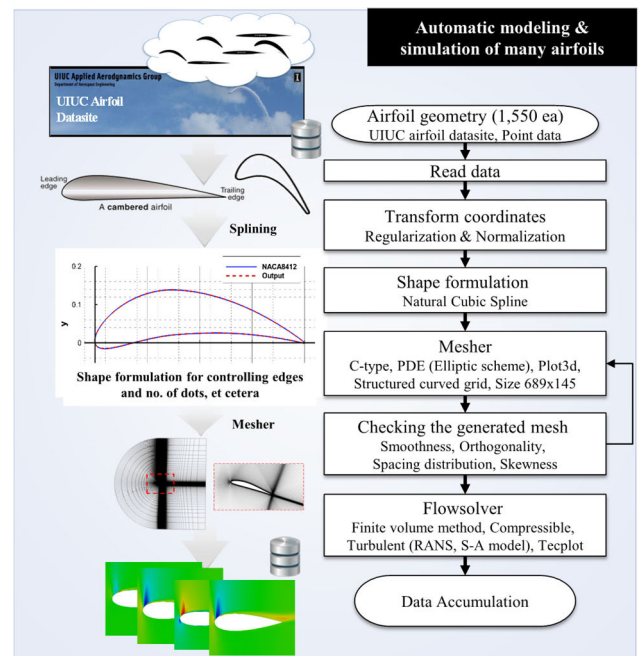 Automatic modeling &
simulation of many airfoils
UIUC Applied Aerodynamics Group
Department of Aerospace Engineering
I
UIUC Airfoil
Datasite
Leading
edge
A cambered airfoil
Trailing
edge
Splining
0.2
0.1
0
y
NACA8412
Output
Shape formulation for controlling edges
and no. of dots, et cetera
Mesher
Airfoil geometry (1,550 ea)
UIUC airfoil datasite, Point data
Read data
Transform coordinates
Regularization & Normalization
Shape formulation
Natural Cubic Spline
Mesher
C-type, PDE (Elliptic scheme), Plot3d,
Structured curved grid, Size 689x145
Checking the generated mesh
Smoothness, Orthogonality,
Spacing distribution, Skewness
Flowsolver
Finite volume method, Compressible,
Turbulent (RANS, S-A model), Tecplot
Data Accumulation